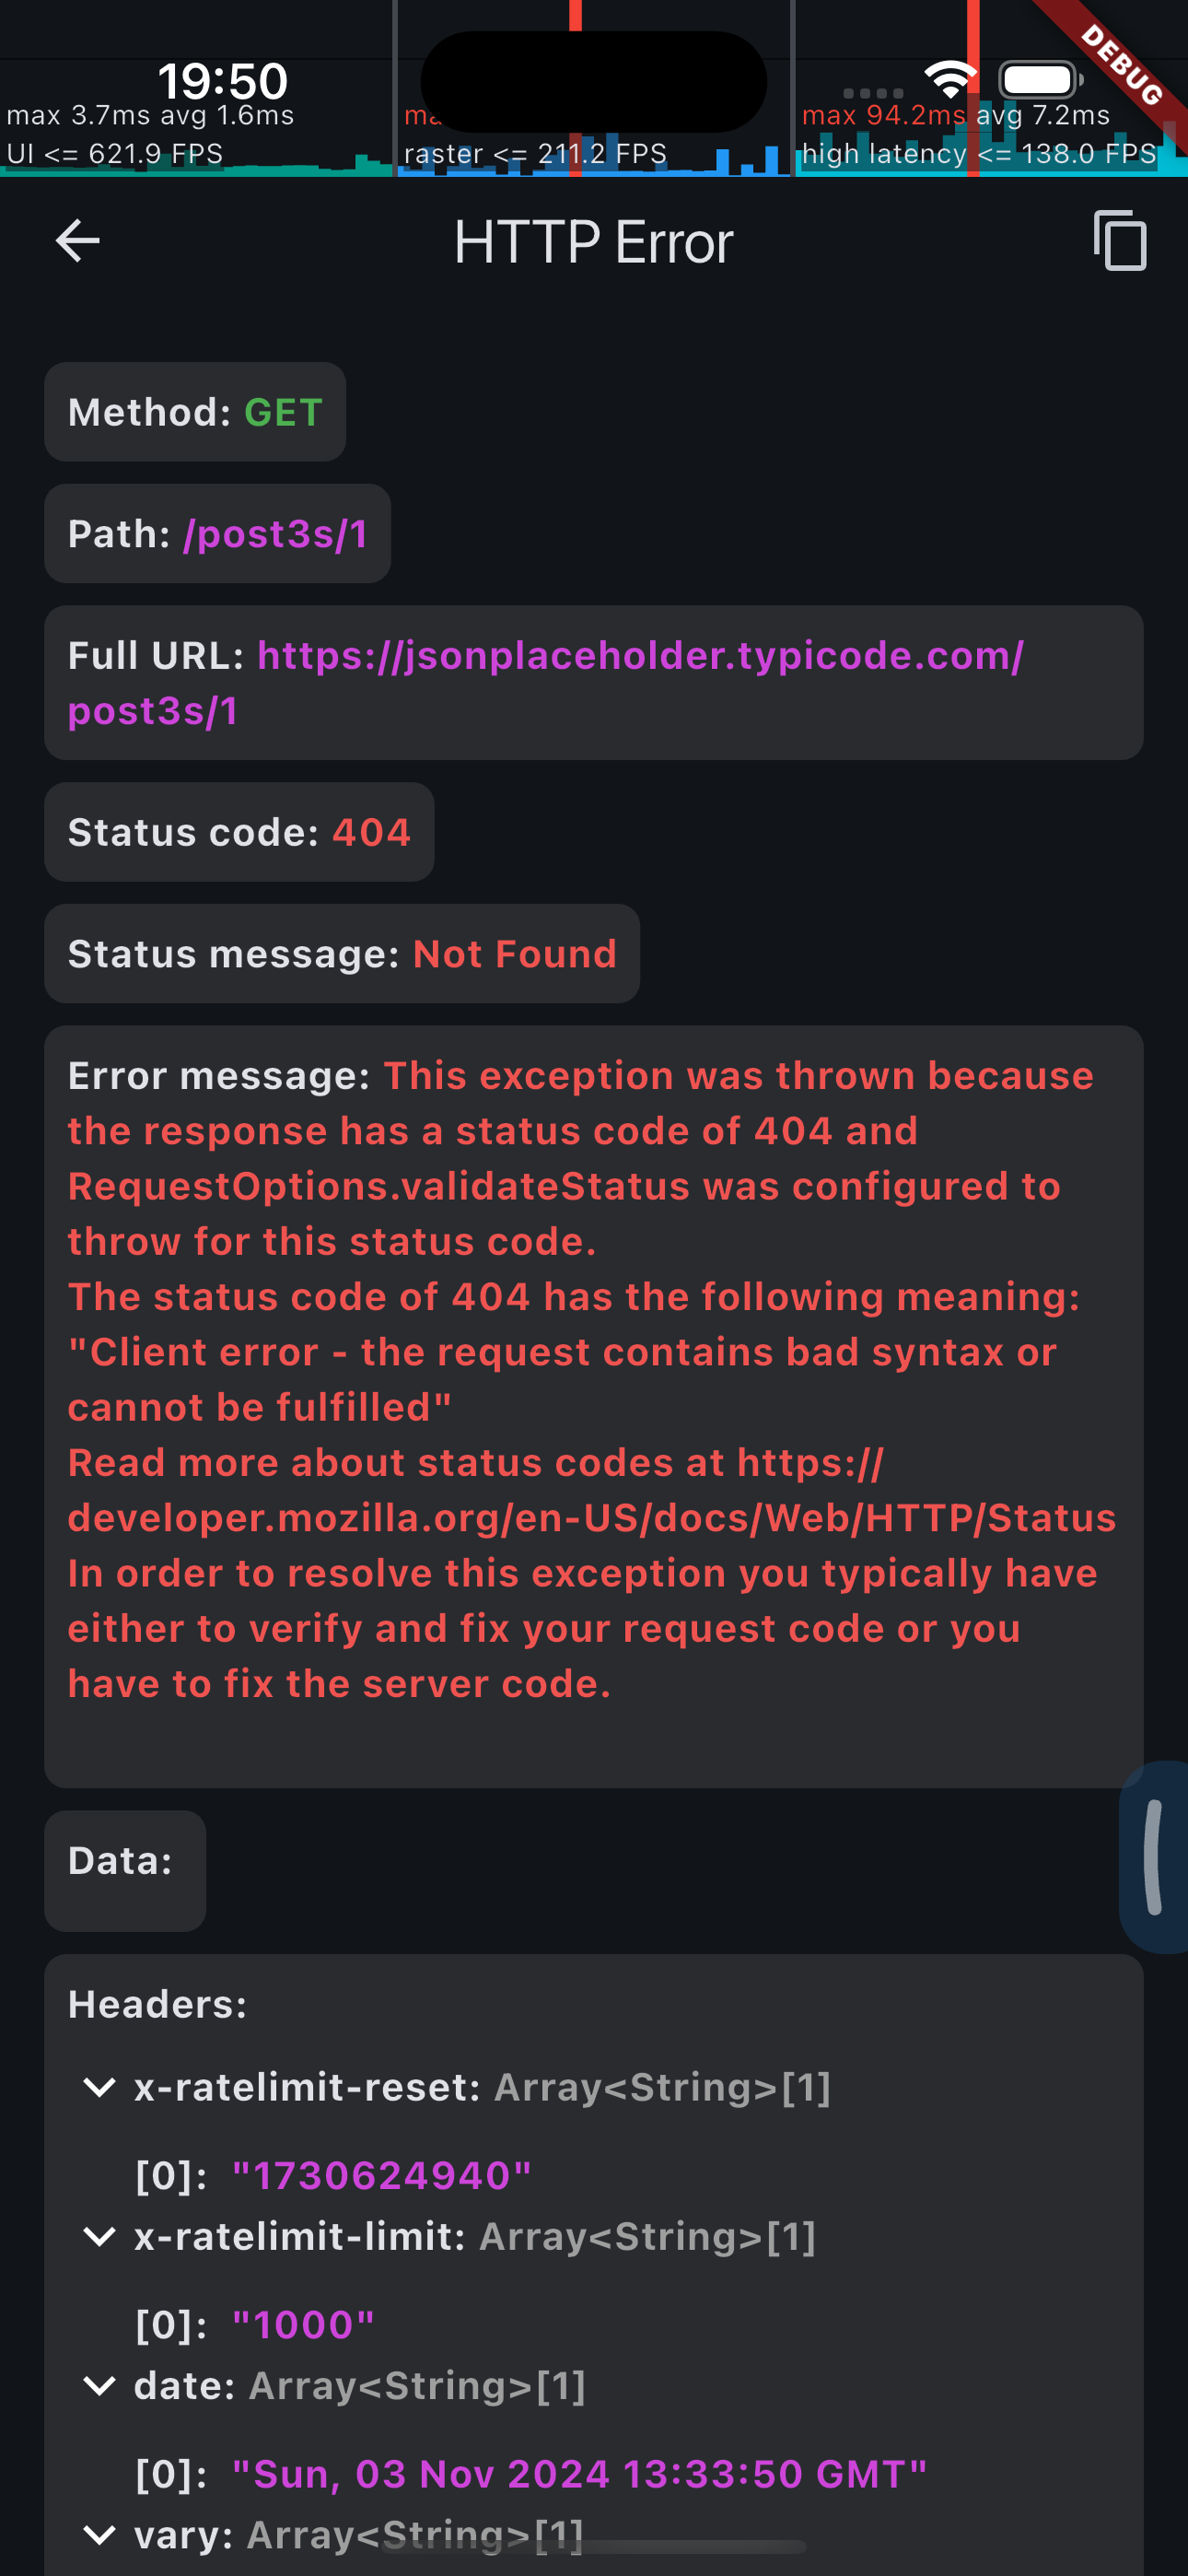 19:50
DEBUG
max 3.7ms avg 1.6ms
UI <= 621.9 FPS
raster <= 211.2 FPS
max 94.2ms avg 7.2ms
high latency <= 138.0 FPS
HTTP Error
Method: GET
Path: /post3s/1
Full URL: https://jsonplaceholder.typicode.com/
post3s/1
Status code: 404
Status message: Not Found
Error message: This exception was thrown because
the response has a status code of 404 and
RequestOptions.validateStatus was configured to
throw for this status code.
The status code of 404 has the following meaning:
"Client error - the request contains bad syntax or
cannot be fulfilled"
Read more about status codes at https://
developer.mozilla.org/en-US/docs/Web/HTTP/Status
In order to resolve this exception you typically have
either to verify and fix your request code or you
have to fix the server code.
Data:
Headers:
x-ratelimit-reset: Array<String>[1]
[0]: "1730624940"
x-ratelimit-limit: Array<String>[1]
[0]: "1000"
date: Array<String>[1]
[0]: "Sun, 03 Nov 2024 13:33:50 GMT"
vary: Array<String>[1]